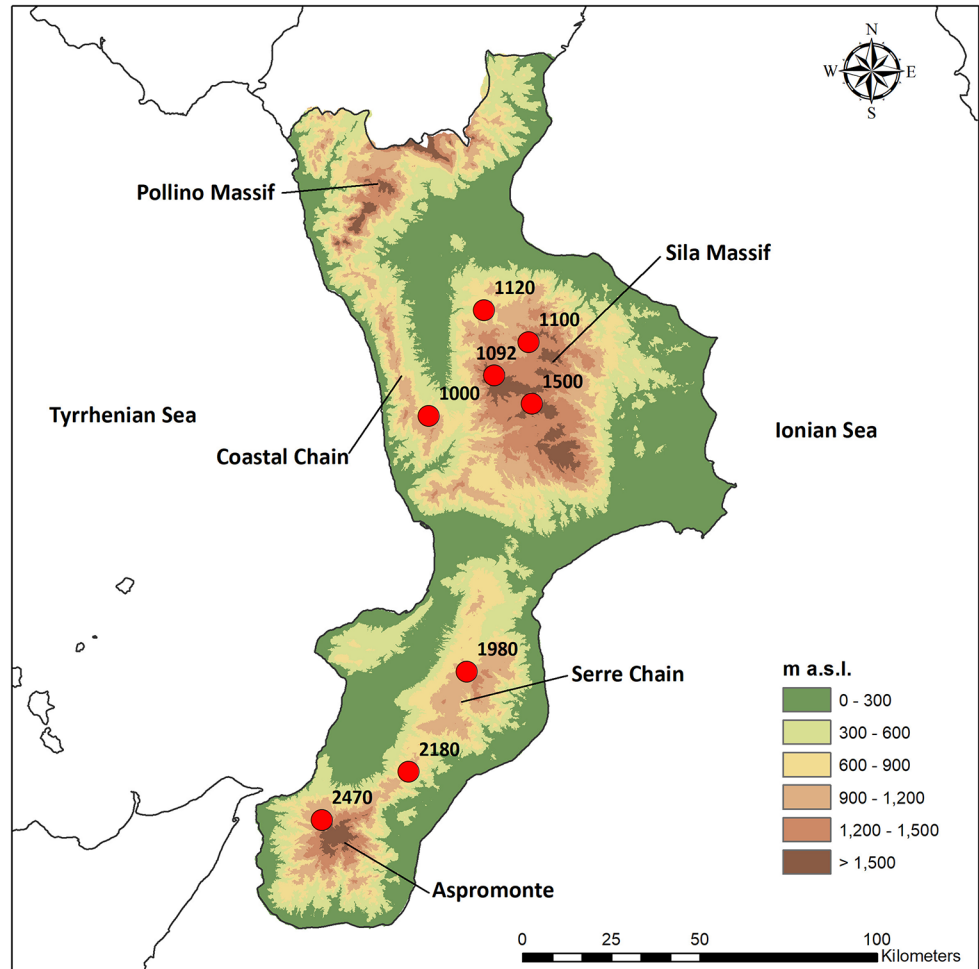 N
W E
S
Pollino Massif
Sila Massif
1120
1100
1092
1500
1000
Tyrrhenian Sea
Ionian Sea
Coastal Chain
1980
Serre Chain
m a.s.l.
0 - 300
300 - 600
600 - 900
900 - 1,200
1,200 - 1,500
> 1,500
2180
2470
Aspromonte
0 25 50 100
Kilometers